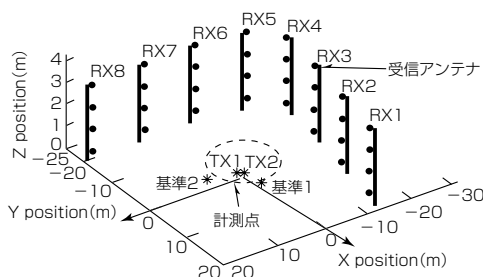 RX5
RX4
RX6
RX3
RX7
受信アンテナ
RX8
RX2
RX1
Z position(m)
4
3
2
1
0
-25
-20
-10
0
10
20
Y position(m)
TX1 TX2
基準2
基準1
計測点
-30
-20
-10
0
10
20
X position(m)